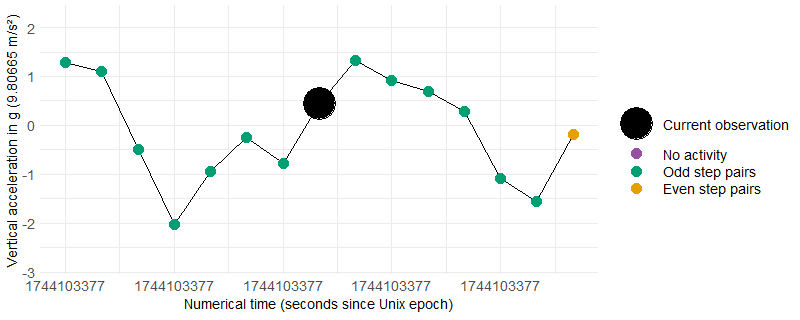 Vertical acceleration in g (9.80665 m/s²)
2
1
0
-1
-2
-3
1744103377 1744103377 1744103377 1744103377
Numerical time (seconds since Unix epoch)
Current observation
No activity
Odd step pairs
Even step pairs